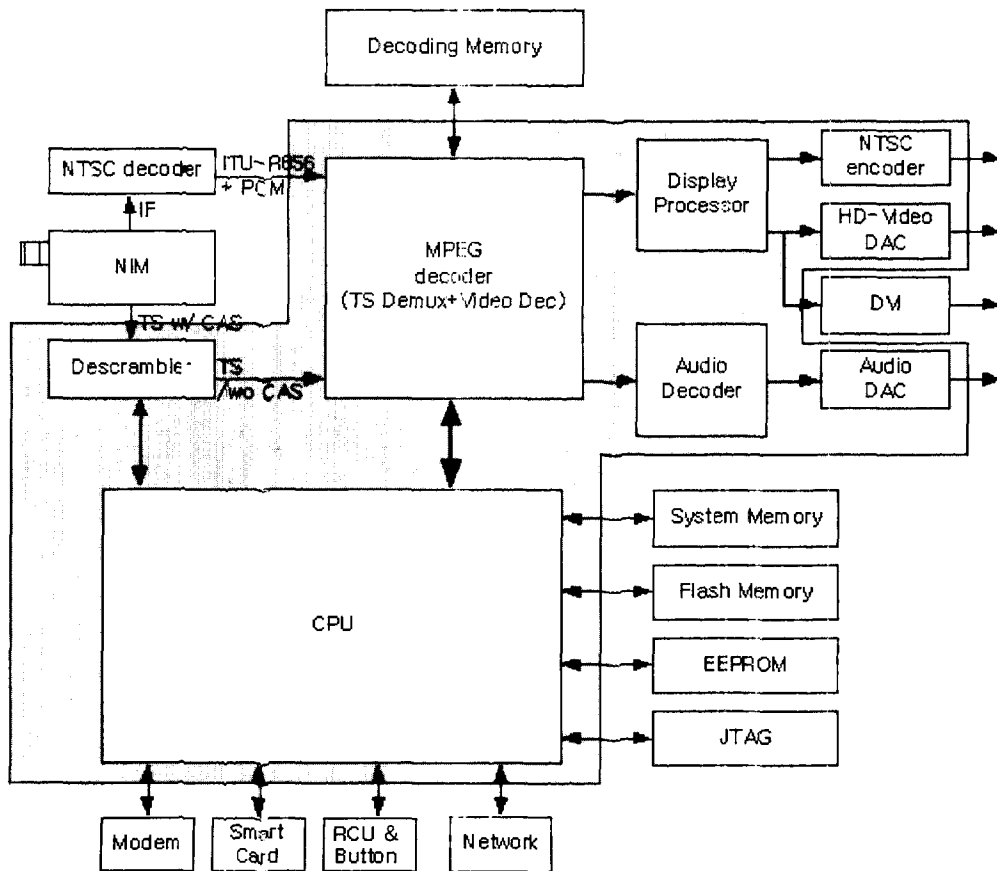 Decoding Memory
NTSC decoder
ITU-R656
+ PCM
IF
NIM
TS w/ CAS
Descrambler
TS
/wo CAS
MPEG
decoder
(TS Demux+Video Dec)
Display
Processor
NTSC
encoder
HD-Video
DAC
DVI
Audio
Decoder
Audio
DAC
CPU
System Memory
Flash Memory
EEPROM
JTAG
Modem
Smart
Card
RCU &
Button
Network